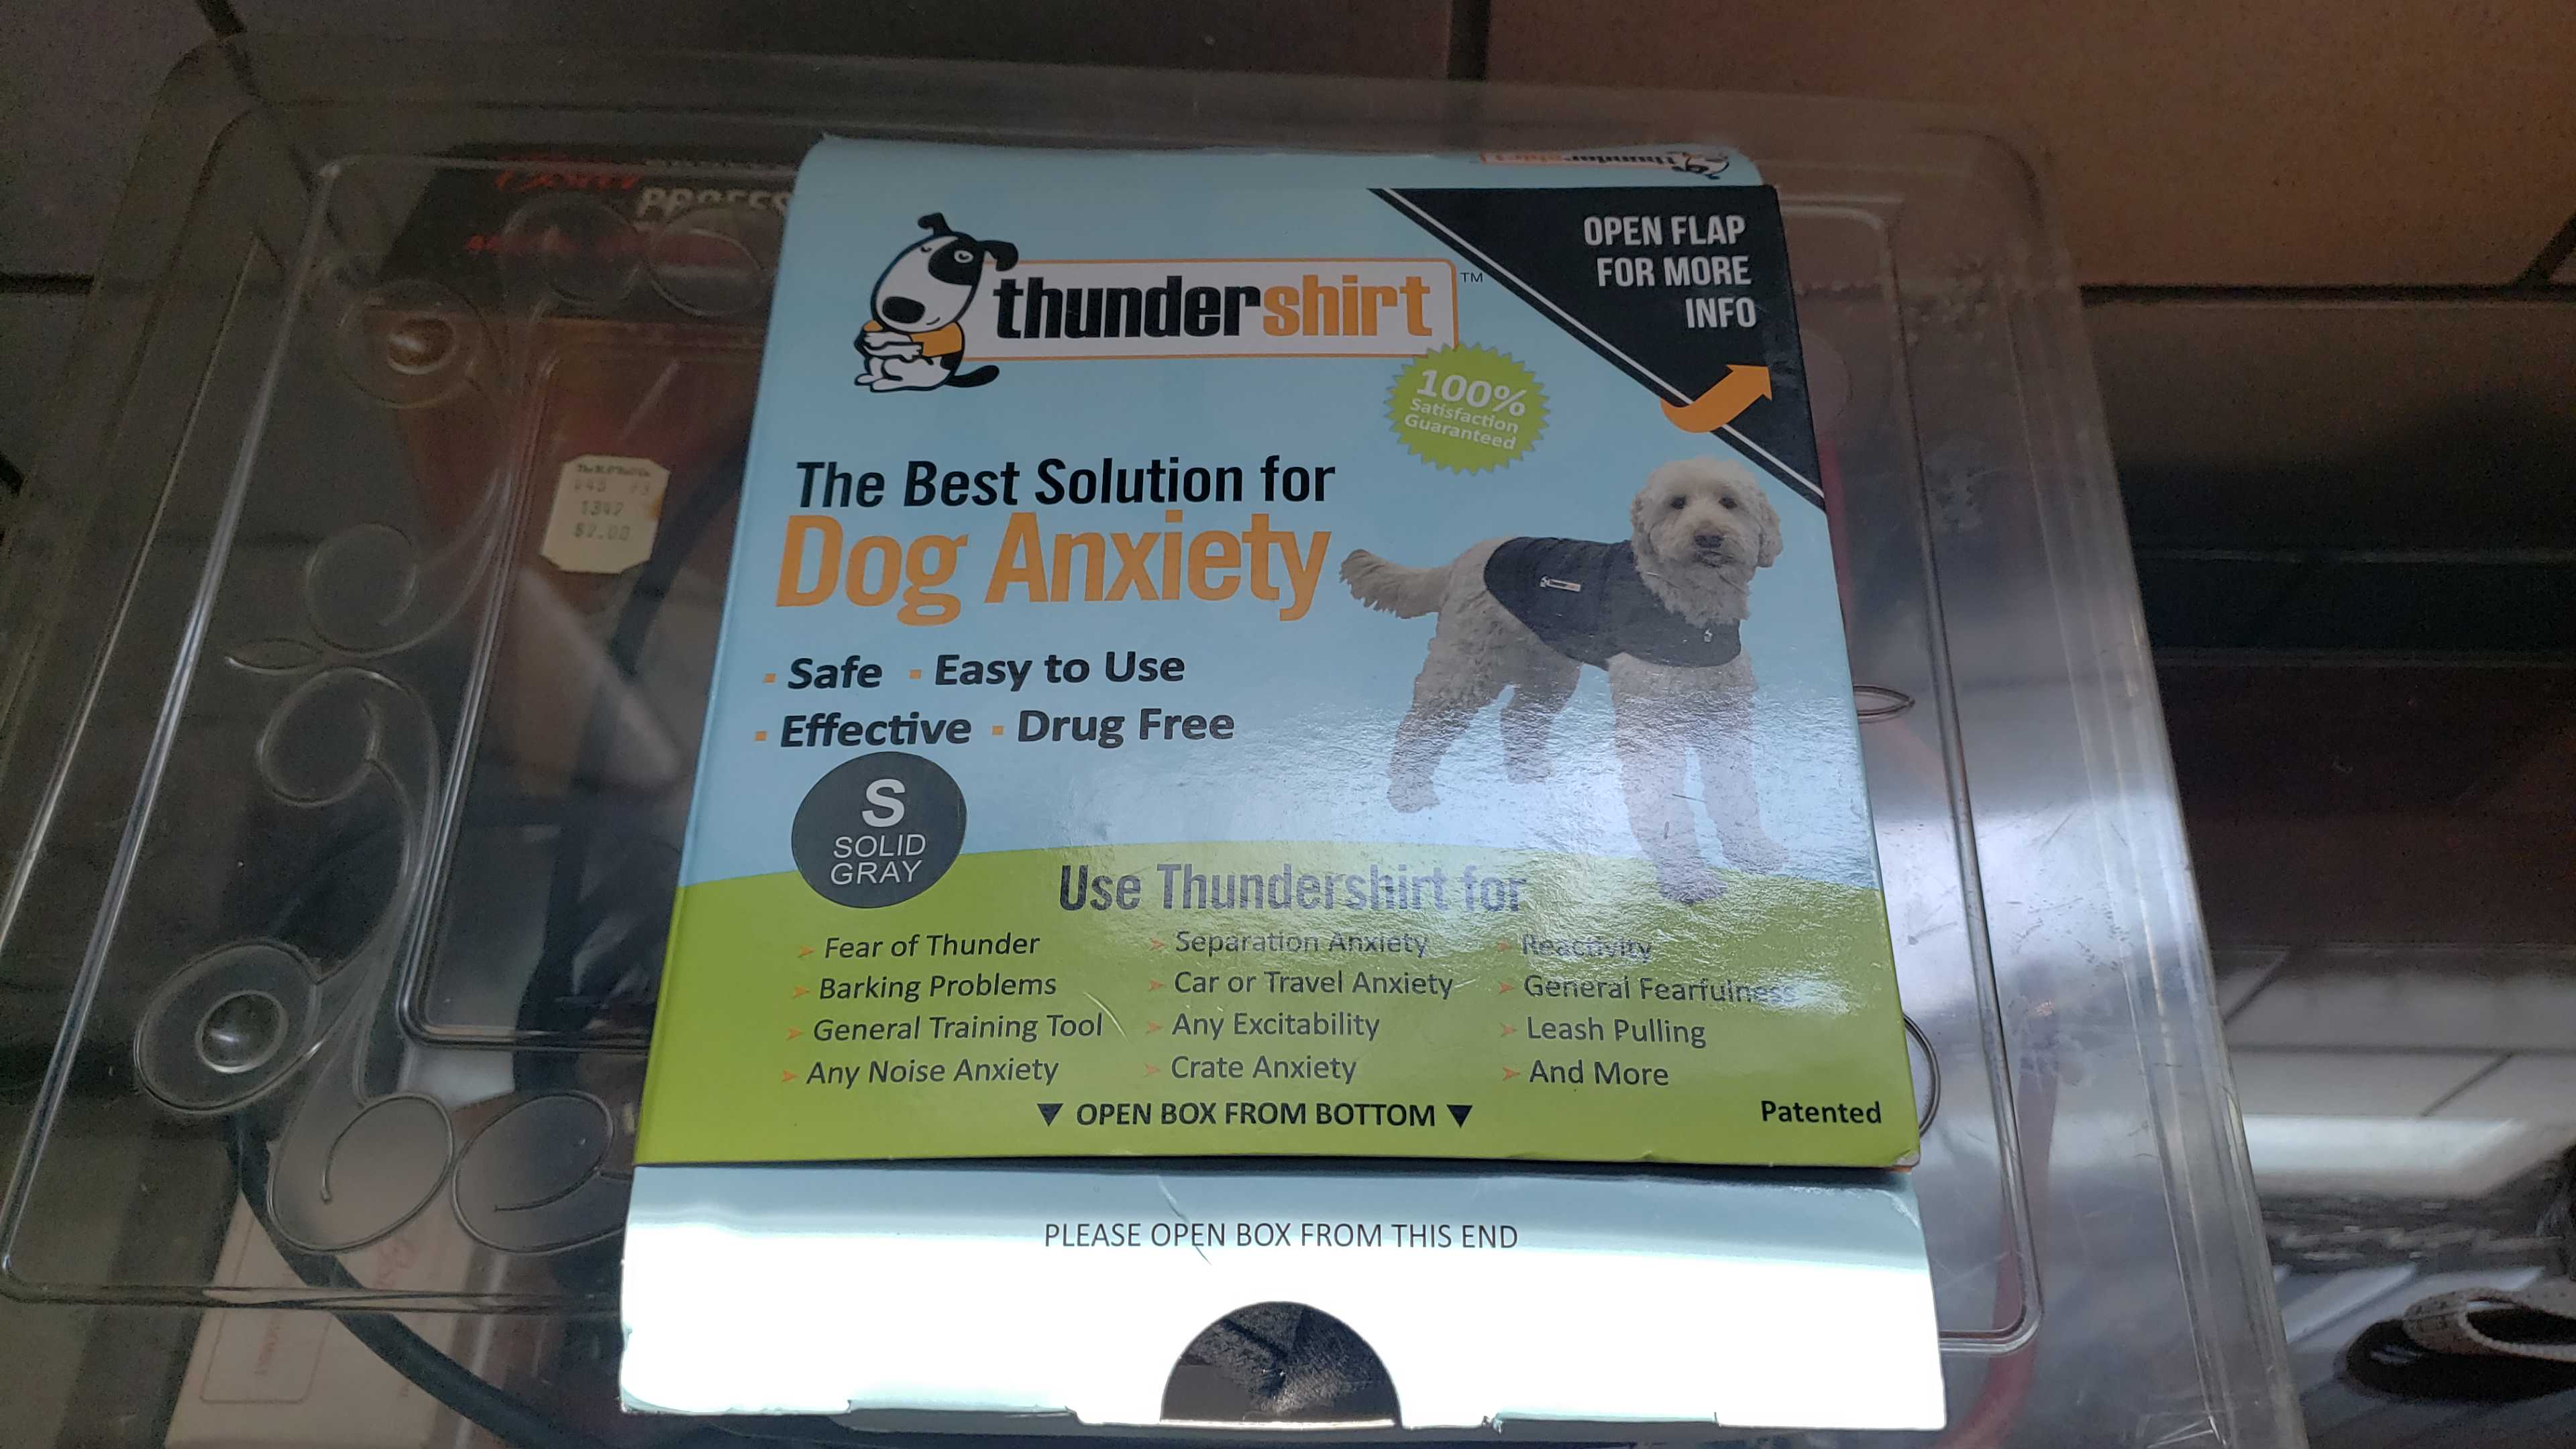 thundershirt™
OPEN FLAP
FOR MORE
INFO
100%
Satisfaction
Guaranteed
The Best Solution for
Dog Anxiety
▪ Safe ▪ Easy to Use
▪ Effective ▪ Drug Free
S
SOLID
GRAY
Use Thundershirt for
➤ Fear of Thunder
➤ Barking Problems
➤ General Training Tool
➤ Any Noise Anxiety
➤ Separation Anxiety
➤ Car or Travel Anxiety
➤ Any Excitability
➤ Crate Anxiety
➤ Reactivity
➤ General Fearfulness
➤ Leash Pulling
➤ And More
▼ OPEN BOX FROM BOTTOM ▼
Patented
PLEASE OPEN BOX FROM THIS END
thundershirt
1342